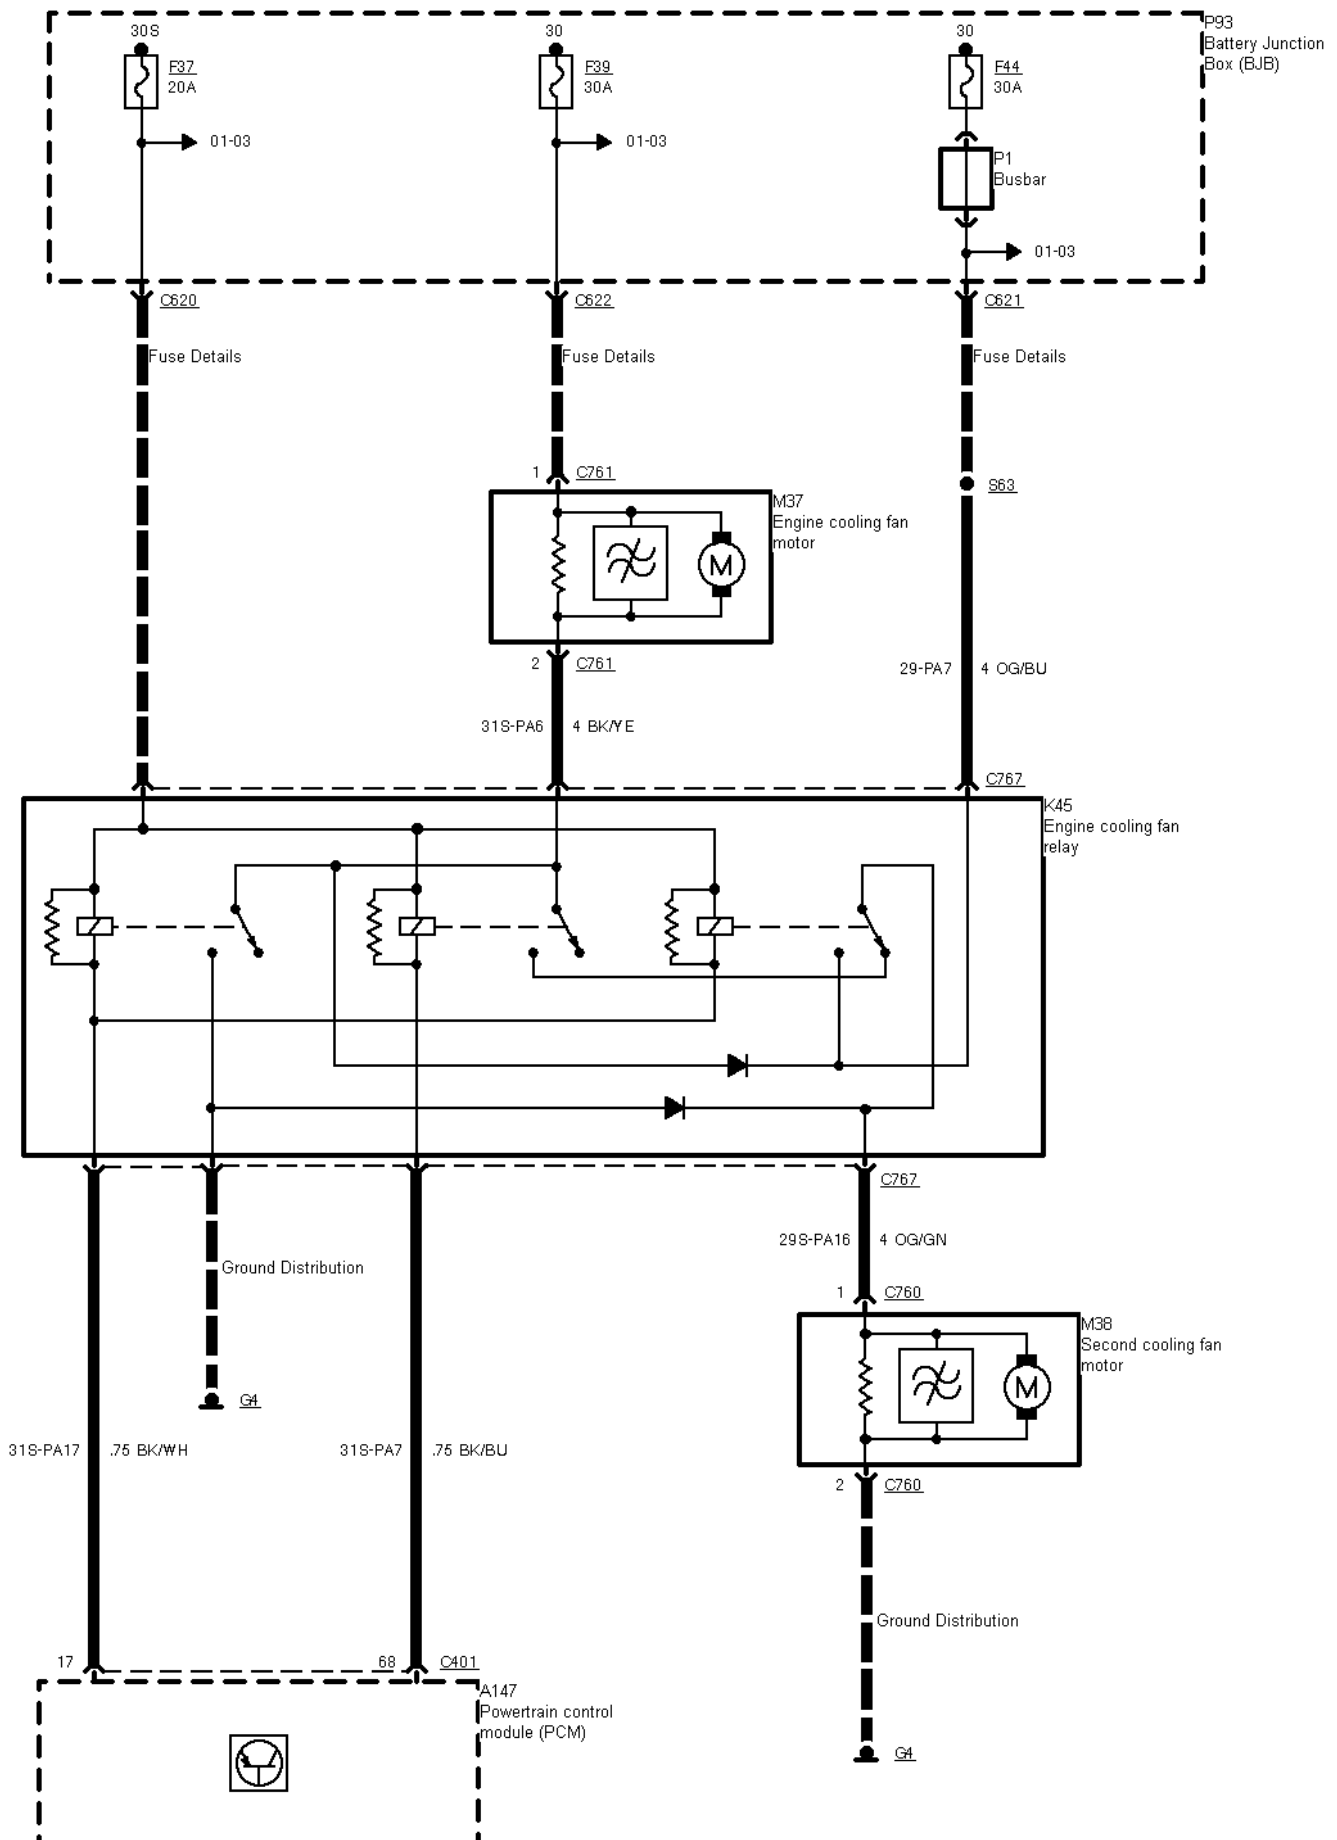 30S
30
30
P93
Battery Junction
Box (BJB)
F37
20A
F39
30A
F44
30A
01-03
01-03
P1
Busbar
01-03
C620
C622
C621
Fuse Details
Fuse Details
Fuse Details
1
C761
S63
M37
Engine cooling fan
motor
M
2
C761
29-PA7
4 OG/BU
31S-PA6
4 BK/YE
C767
K45
Engine cooling fan
relay
C767
29S-PA16
4 OG/GN
Ground Distribution
1
C760
M38
Second cooling fan
motor
M
G4
31S-PA17
.75 BK/WH
31S-PA7
.75 BK/BU
2
C760
Ground Distribution
17
68
C401
A147
Powertrain control
module (PCM)
G4